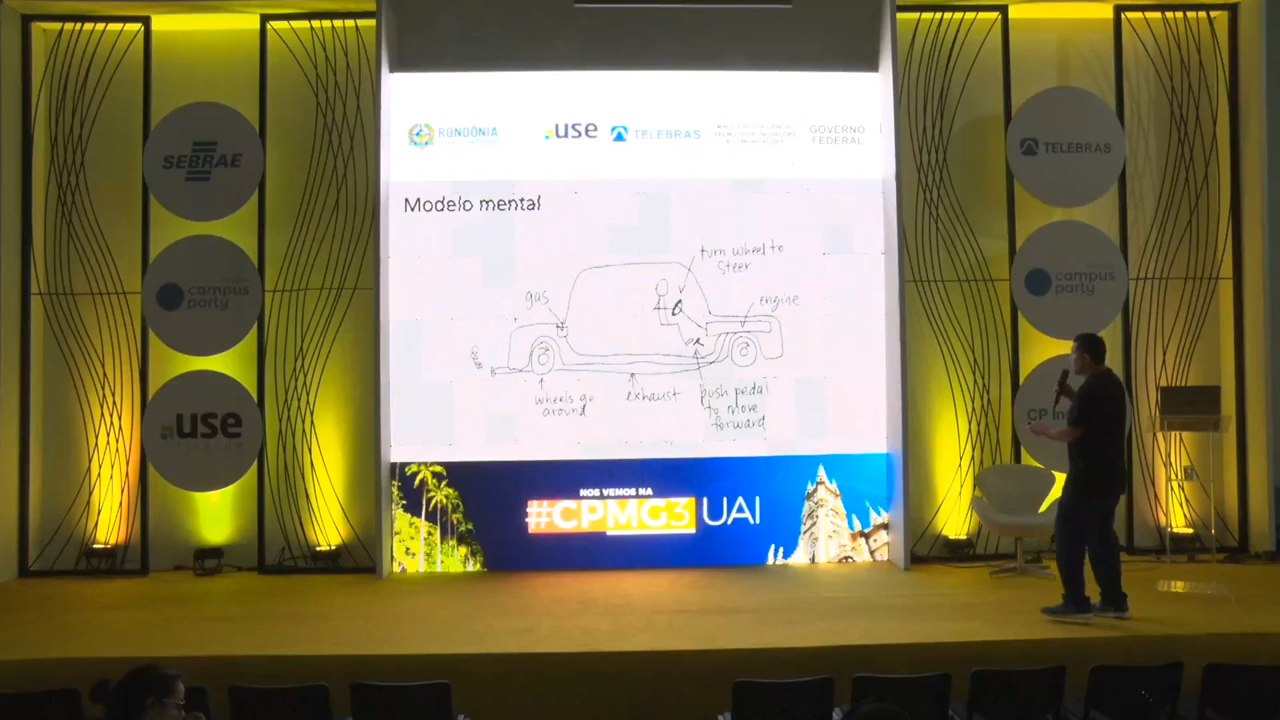 SEBRAE
campus
party
use
RONDÔNIA
use
TELEBRAS
GOVERNO
FEDERAL
Modelo mental
turn wheel to
steer
gas
engine
wheels go
around
exhaust
push pedal
to move
forward
NOS VEMOS NA
#CPMG3 UAI
TELEBRAS
campus
party
CP